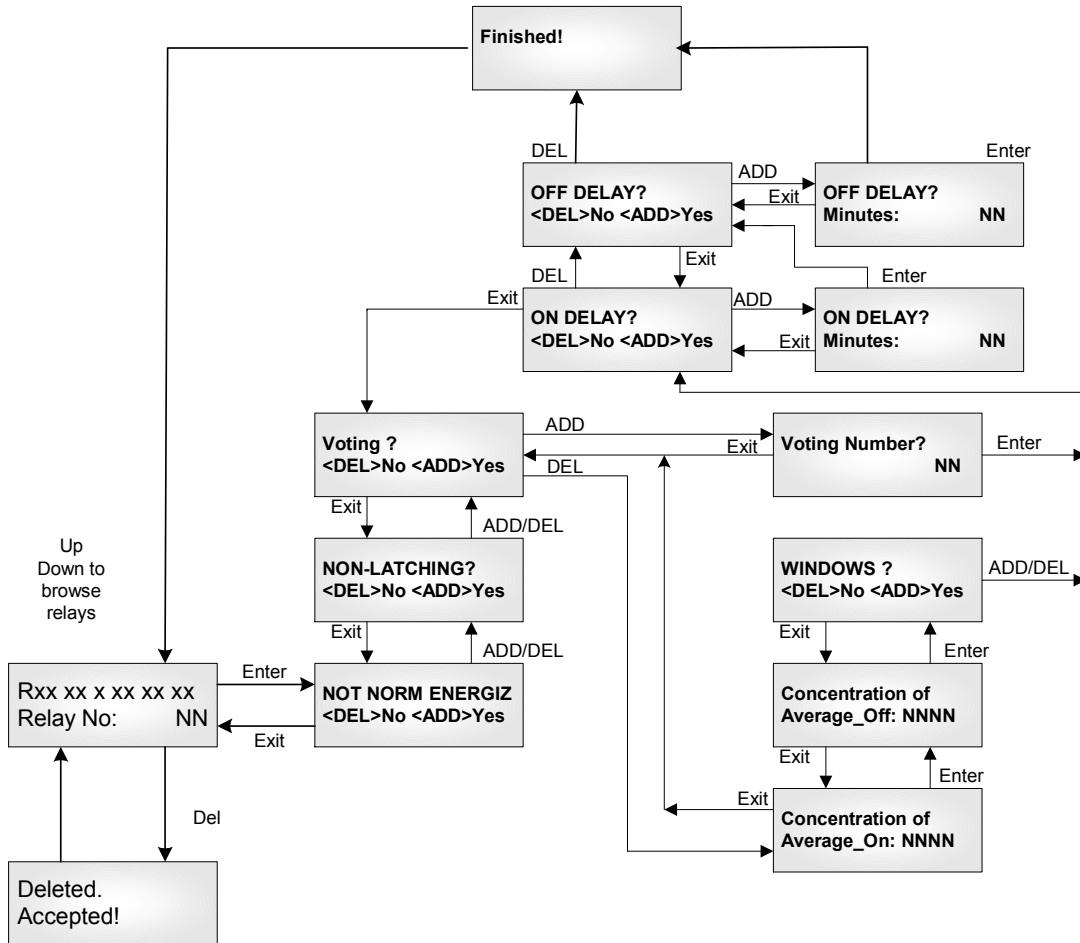 Finished!
DEL
Enter
OFF DELAY?
<DEL>No <ADD>Yes
ADD
Exit
OFF DELAY?
Minutes: NN
DEL
Exit
Enter
Exit
ON DELAY?
<DEL>No <ADD>Yes
ADD
Exit
ON DELAY?
Minutes: NN
Voting ?
<DEL>No <ADD>Yes
ADD
Exit
DEL
Voting Number?
NN
Enter
Exit
ADD/DEL
Up
Down to
browse
relays
NON-LATCHING?
<DEL>No <ADD>Yes
WINDOWS ?
<DEL>No <ADD>Yes
ADD/DEL
Exit
ADD/DEL
Exit
Enter
Rxx xx x xx xx xx
Relay No: NN
Enter
Exit
NOT NORM ENERGIZ
<DEL>No <ADD>Yes
Concentration of
Average_Off: NNNN
Exit
Enter
Del
Exit
Concentration of
Average_On: NNNN
Deleted.
Accepted!